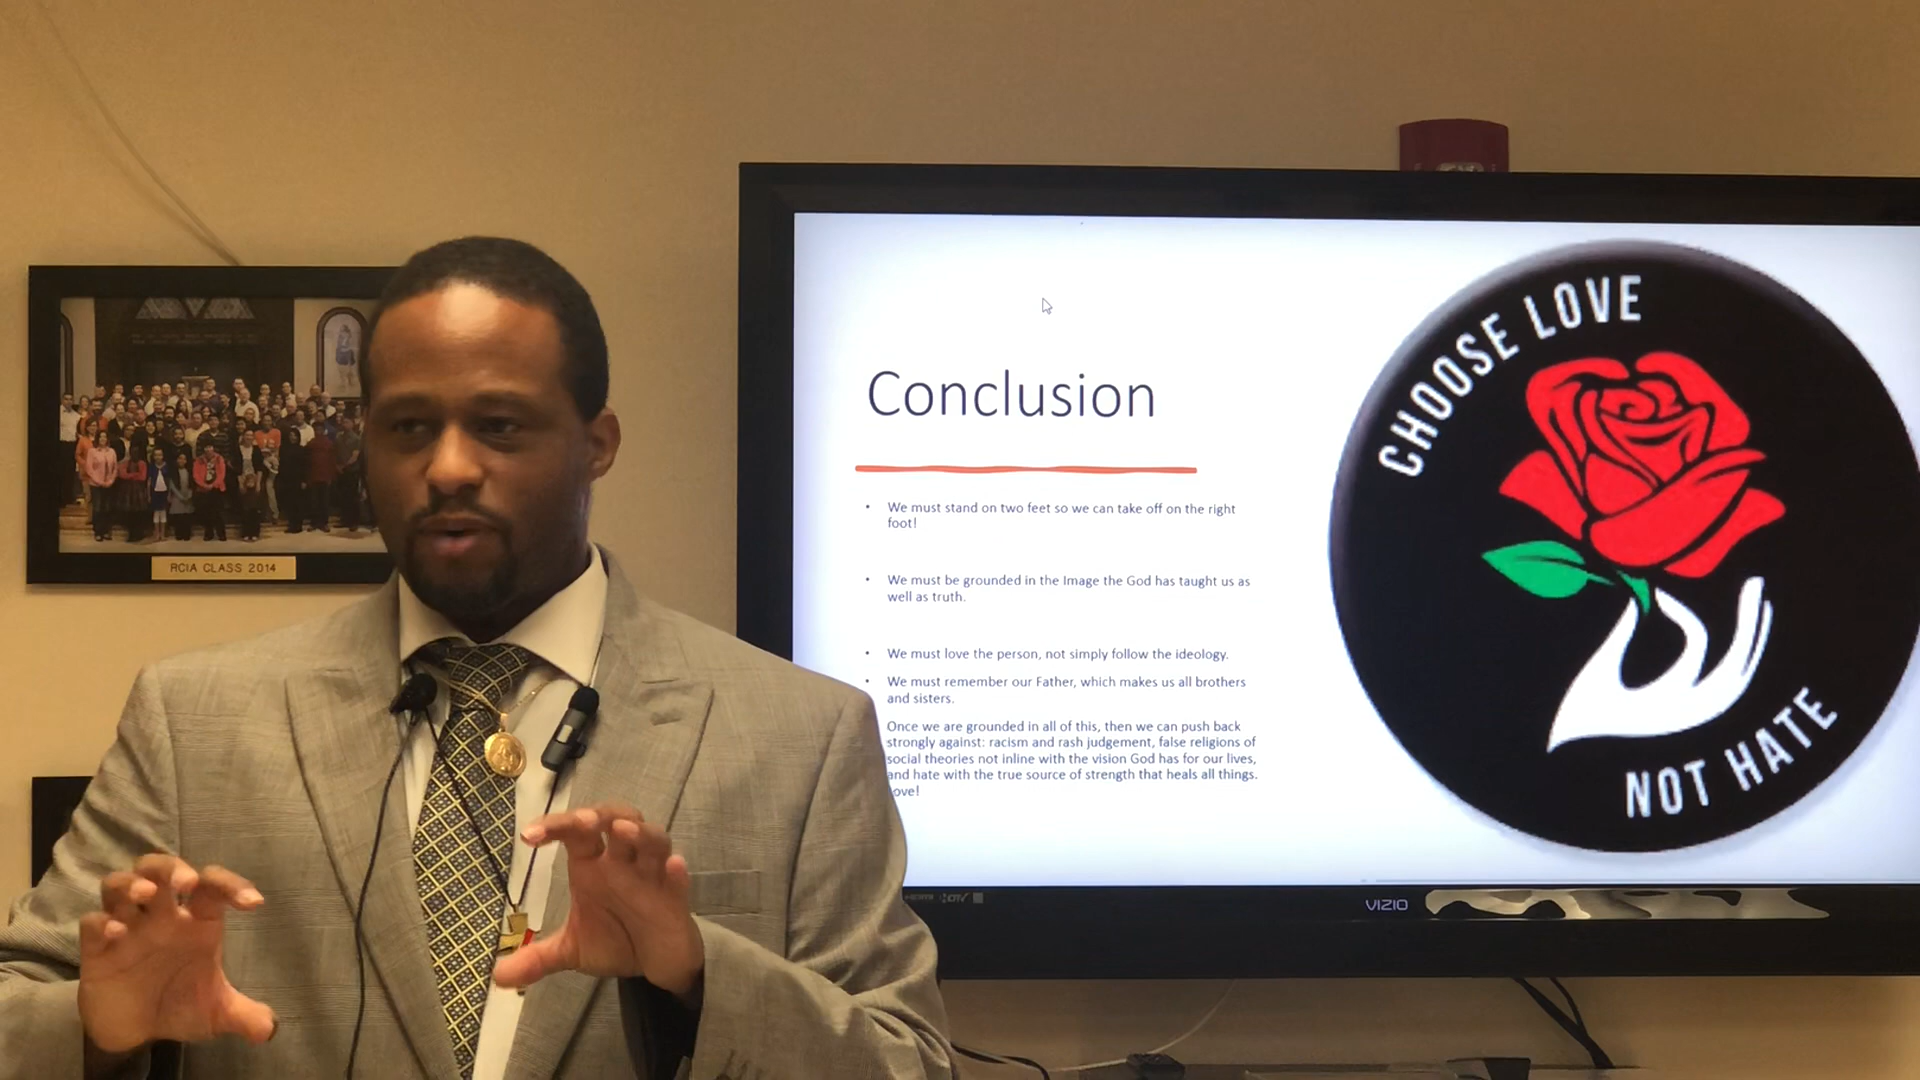 RCIA CLASS 2014
Conclusion
• We must stand on two feet so we can take off on the right
foot!
• We must be grounded in the Image the God has taught us as
well as truth.
• We must love the person, not simply follow the ideology.
• We must remember our Father, which makes us all brothers
and sisters.
Once we are grounded in all of this, then we can push back
strongly against: racism and rash judgement, false religions of
social theories not inline with the vision God has for our lives,
and hate with the true source of strength that heals all things.
ove!
CHOOSE LOVE
NOT HATE
VIZIO